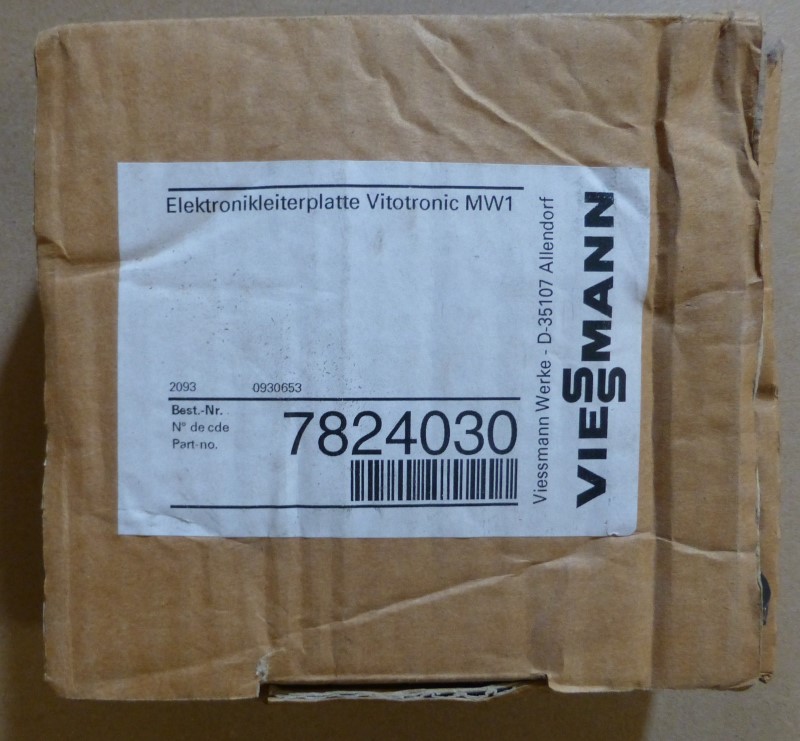 Elektronikleiterplatte Vitotronic MW1
2093 0930653
Best.-Nr.
N° de cde
Part-no.
7824030
Viessmann Werke - D-35107 Allendorf
VIESSMANN